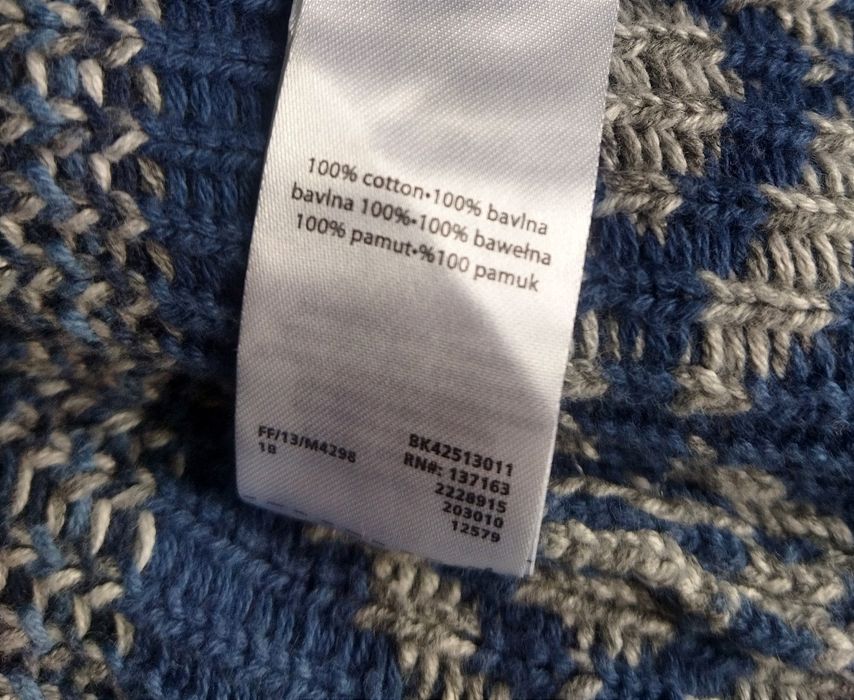 100% cotton•100% bavlna
bavlna 100%•100% bawełna
100% pamut•%100 pamuk
FF/13/M4298
18
BK42513011
RN#: 137163
2228915
203010
12579